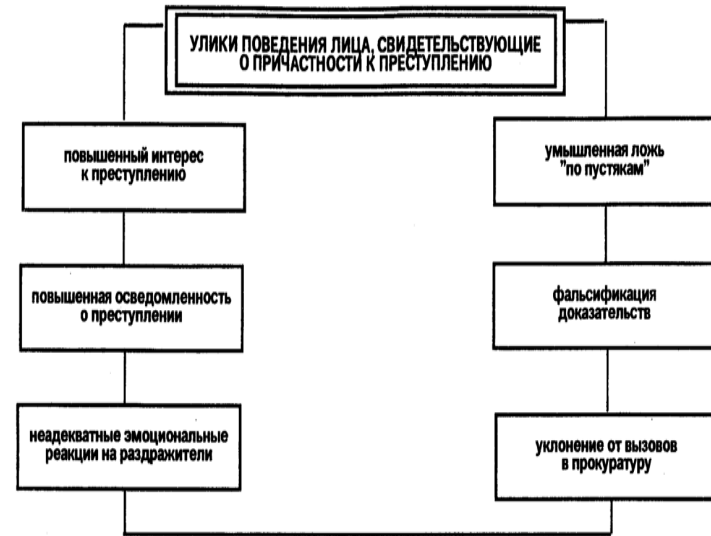 УЛИКИ ПОВЕДЕНИЯ ЛИЦА, СВИДЕТЕЛЬСТВУЮЩИЕ
О ПРИЧАСТНОСТИ К ПРЕСТУПЛЕНИЮ
повышенный интерес
к преступлению
повышенная осведомленность
о преступлении
неадекватные эмоциональные
реакции на раздражители
умышленная ложь
"по пустякам"
фальсификация
доказательств
уклонение от вызовов
в прокуратуру